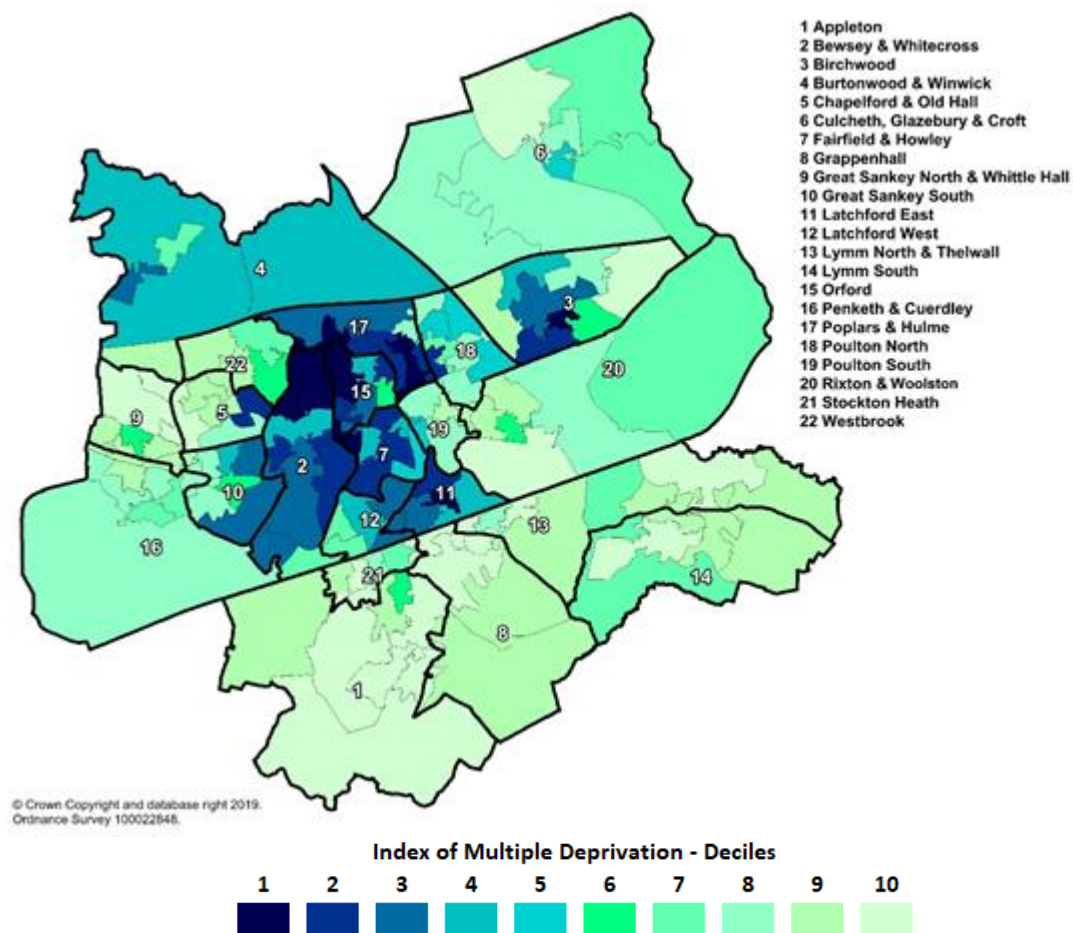 1 Appleton
2 Bewsey & Whitecross
3 Birchwood
4 Burtonwood & Winwick
5 Chapelford & Old Hall
6 Culcheth, Glazebury & Croft
7 Fairfield & Howley
8 Grappenhall
9 Great Sankey North & Whittle Hall
10 Great Sankey South
11 Latchford East
12 Latchford West
13 Lymm North & Thelwall
14 Lymm South
15 Orford
16 Penketh & Cuerdley
17 Poplars & Hulme
18 Poulton North
19 Poulton South
20 Rixton & Woolston
21 Stockton Heath
22 Westbrook
6
4
3
17
18
22
20
15
5
9
19
2
7
10
11
12
13
16
21
14
8
1
© Crown Copyright and database right 2019.
Ordnance Survey 100022848.
Index of Multiple Deprivation - Deciles
1 2 3 4 5 6 7 8 9 10